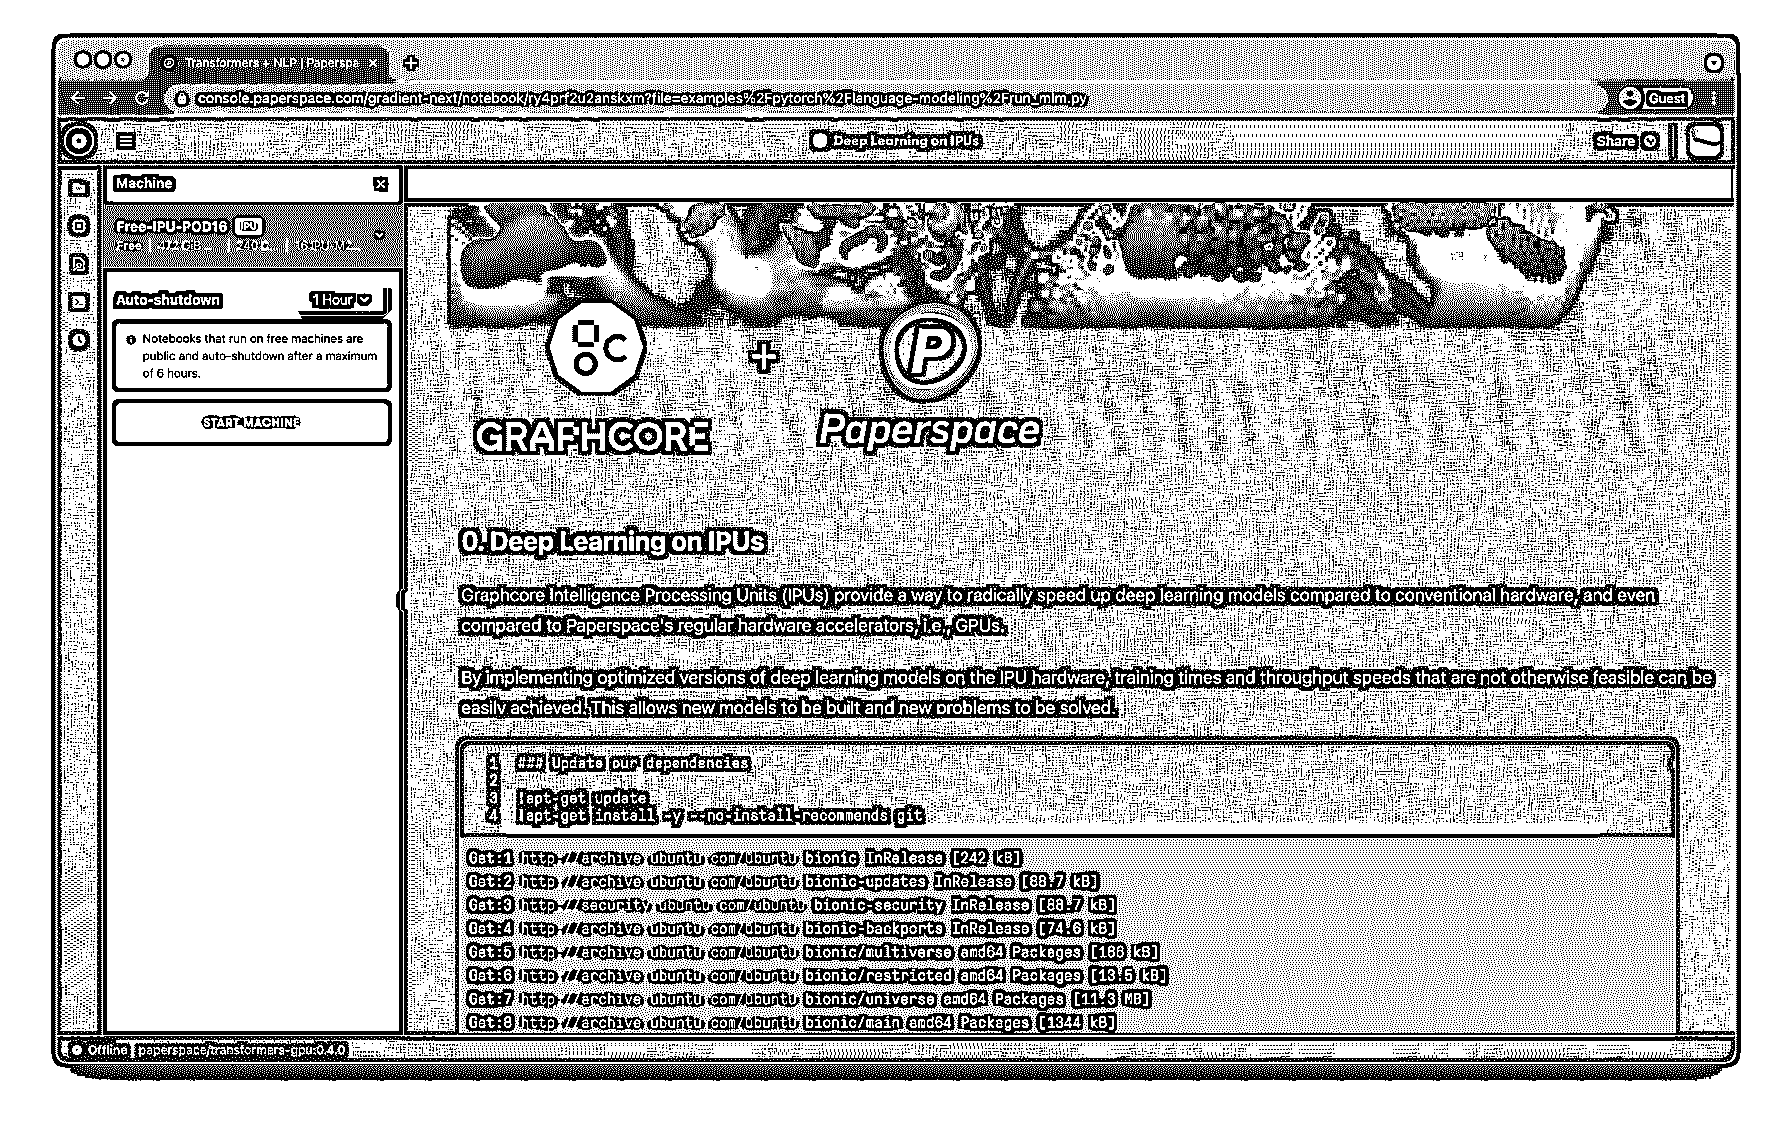 Transformers + NLP | Paperspa
console.paperspace.com/gradient-next/notebook/ry4prf2u2anskxm?file=examples%2Fpytorch%2Flanguage-modeling%2Frun_mlm.py
Guest
Deep Learning on IPUs
Share
Machine
Free-IPU-POD16 IPU
Free
Auto-shutdown
1 Hour
Notebooks that run on free machines are
public and auto-shutdown after a maximum
of 6 hours.
START MACHINE
GRAFHCORE
Paperspace
0. Deep Learning on IPUs
Graphcore Intelligence Processing Units (IPUs) provide a way to radically speed up deep learning models compared to conventional hardware, and even
compared to Paperspace's regular hardware accelerators, i.e., GPUs.
By implementing optimized versions of deep learning models on the IPU hardware, training times and throughput speeds that are not otherwise feasible can be
easily achieved. This allows new models to be built and new problems to be solved.
1 ### Update our dependencies
2
3 !apt-get update
4 !apt-get install -y --no-install-recommends git
Get:1 http://archive.ubuntu.com/ubuntu bionic InRelease [242 kB]
Get:2 http://archive.ubuntu.com/ubuntu bionic-updates InRelease [88.7 kB]
Get:3 http://security.ubuntu.com/ubuntu bionic-security InRelease [88.7 kB]
Get:4 http://archive.ubuntu.com/ubuntu bionic-backports InRelease [74.6 kB]
Get:5 http://archive.ubuntu.com/ubuntu bionic/multiverse amd64 Packages [186 kB]
Get:6 http://archive.ubuntu.com/ubuntu bionic/restricted amd64 Packages [13.5 kB]
Get:7 http://archive.ubuntu.com/ubuntu bionic/universe amd64 Packages [11.3 MB]
Get:8 http://archive.ubuntu.com/ubuntu bionic/main amd64 Packages [1344 kB]
Offline paperspace/transformers-gpu:0.4.0